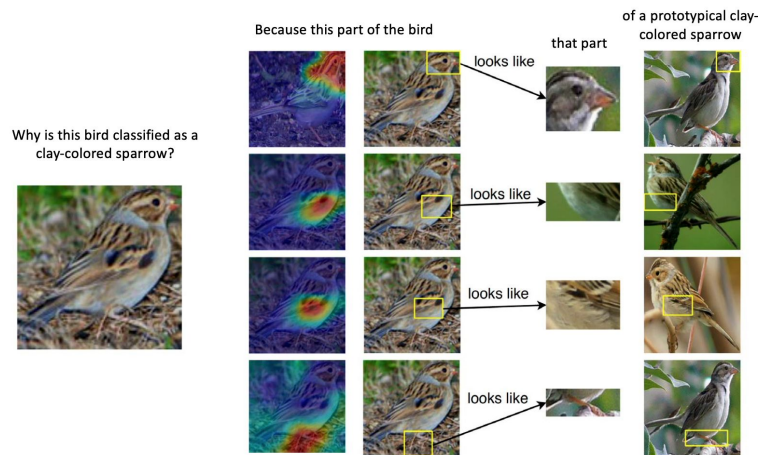 of a prototypical clay-
colored sparrow
Because this part of the bird
that part
looks like
Why is this bird classified as a
clay-colored sparrow?
looks like
looks like
looks like